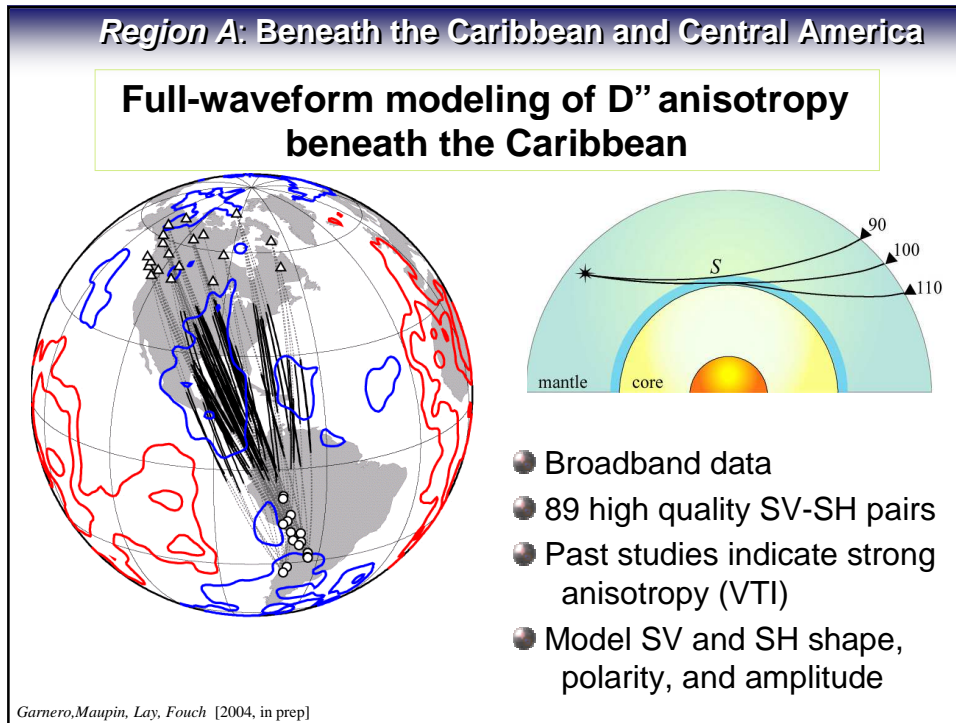 Region A: Beneath the Caribbean and Central America
Full-waveform modeling of D” anisotropy
beneath the Caribbean
90
100
110
S
mantle
core
Broadband data
89 high quality SV-SH pairs
Past studies indicate strong
anisotropy (VTI)
Model SV and SH shape,
polarity, and amplitude
Garnero,Maupin, Lay, Fouch [2004, in prep]